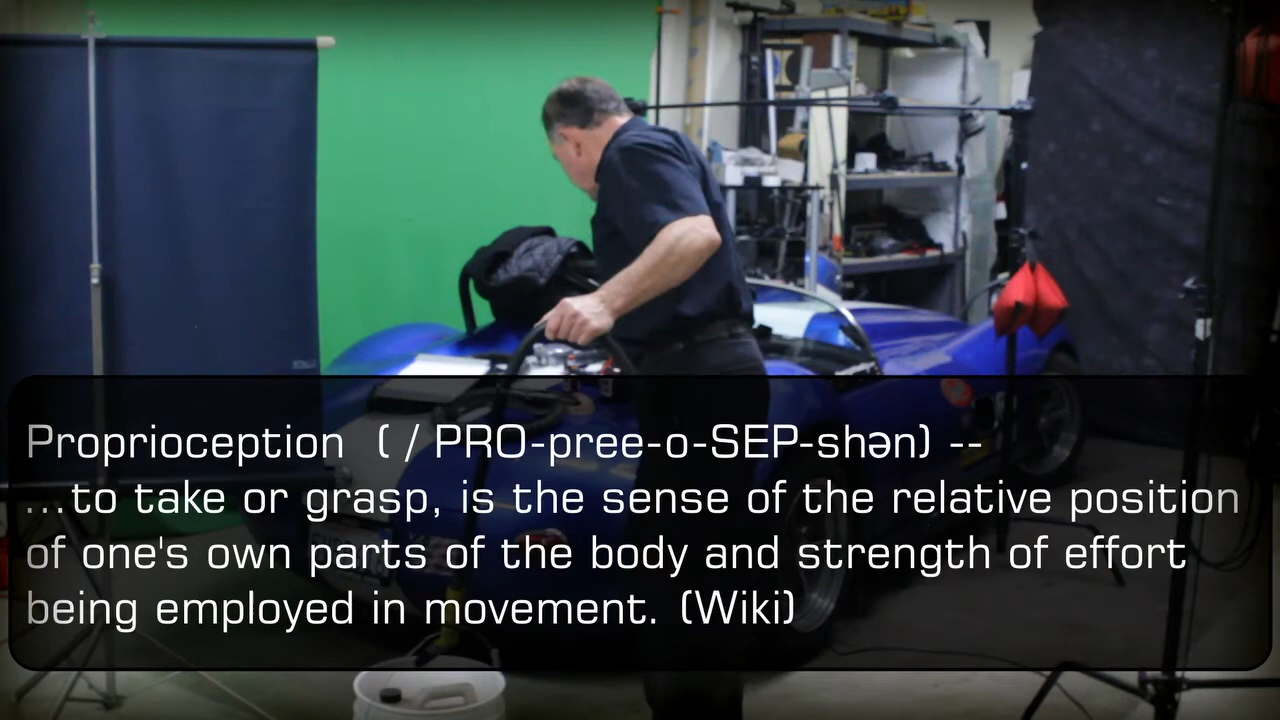 Proprioception ( / PRO-pree-o-SEP-shən) --
...to take or grasp, is the sense of the relative position
of one's own parts of the body and strength of effort
being employed in movement. (Wiki)